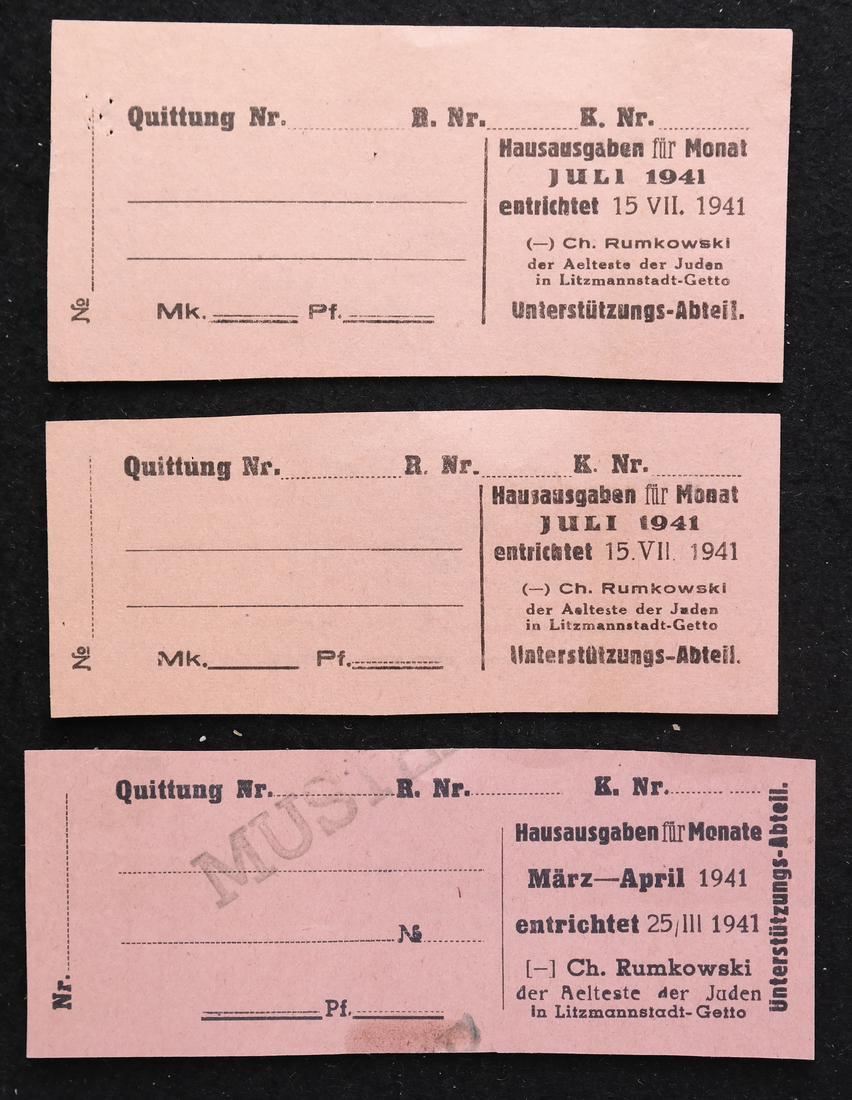 Quittung Nr. R. Nr. K. Nr.
Hausausgaben für Monat
JULI 1941
entrichtet 15 VII. 1941
(—) Ch. Rumkowski
der Aelteste der Juden
in Litzmannstadt-Getto
Unterstützungs-Abteil.
Mk. Pf.
№
Quittung Nr. R. Nr. K. Nr.
Hausausgaben für Monat
JULI 1941
entrichtet 15.VII. 1941
(—) Ch. Rumkowski
der Aelteste der Juden
in Litzmannstadt-Getto
Unterstützungs-Abteil.
Mk. Pf.
№
Quittung Nr. R. Nr. K. Nr.
Hausausgaben für Monate
März—April 1941
entrichtet 25/III 1941
[—] Ch. Rumkowski
der Aelteste der Juden
in Litzmannstadt-Getto
Unterstützungs-Abteil.
№
Pf.
Nr.